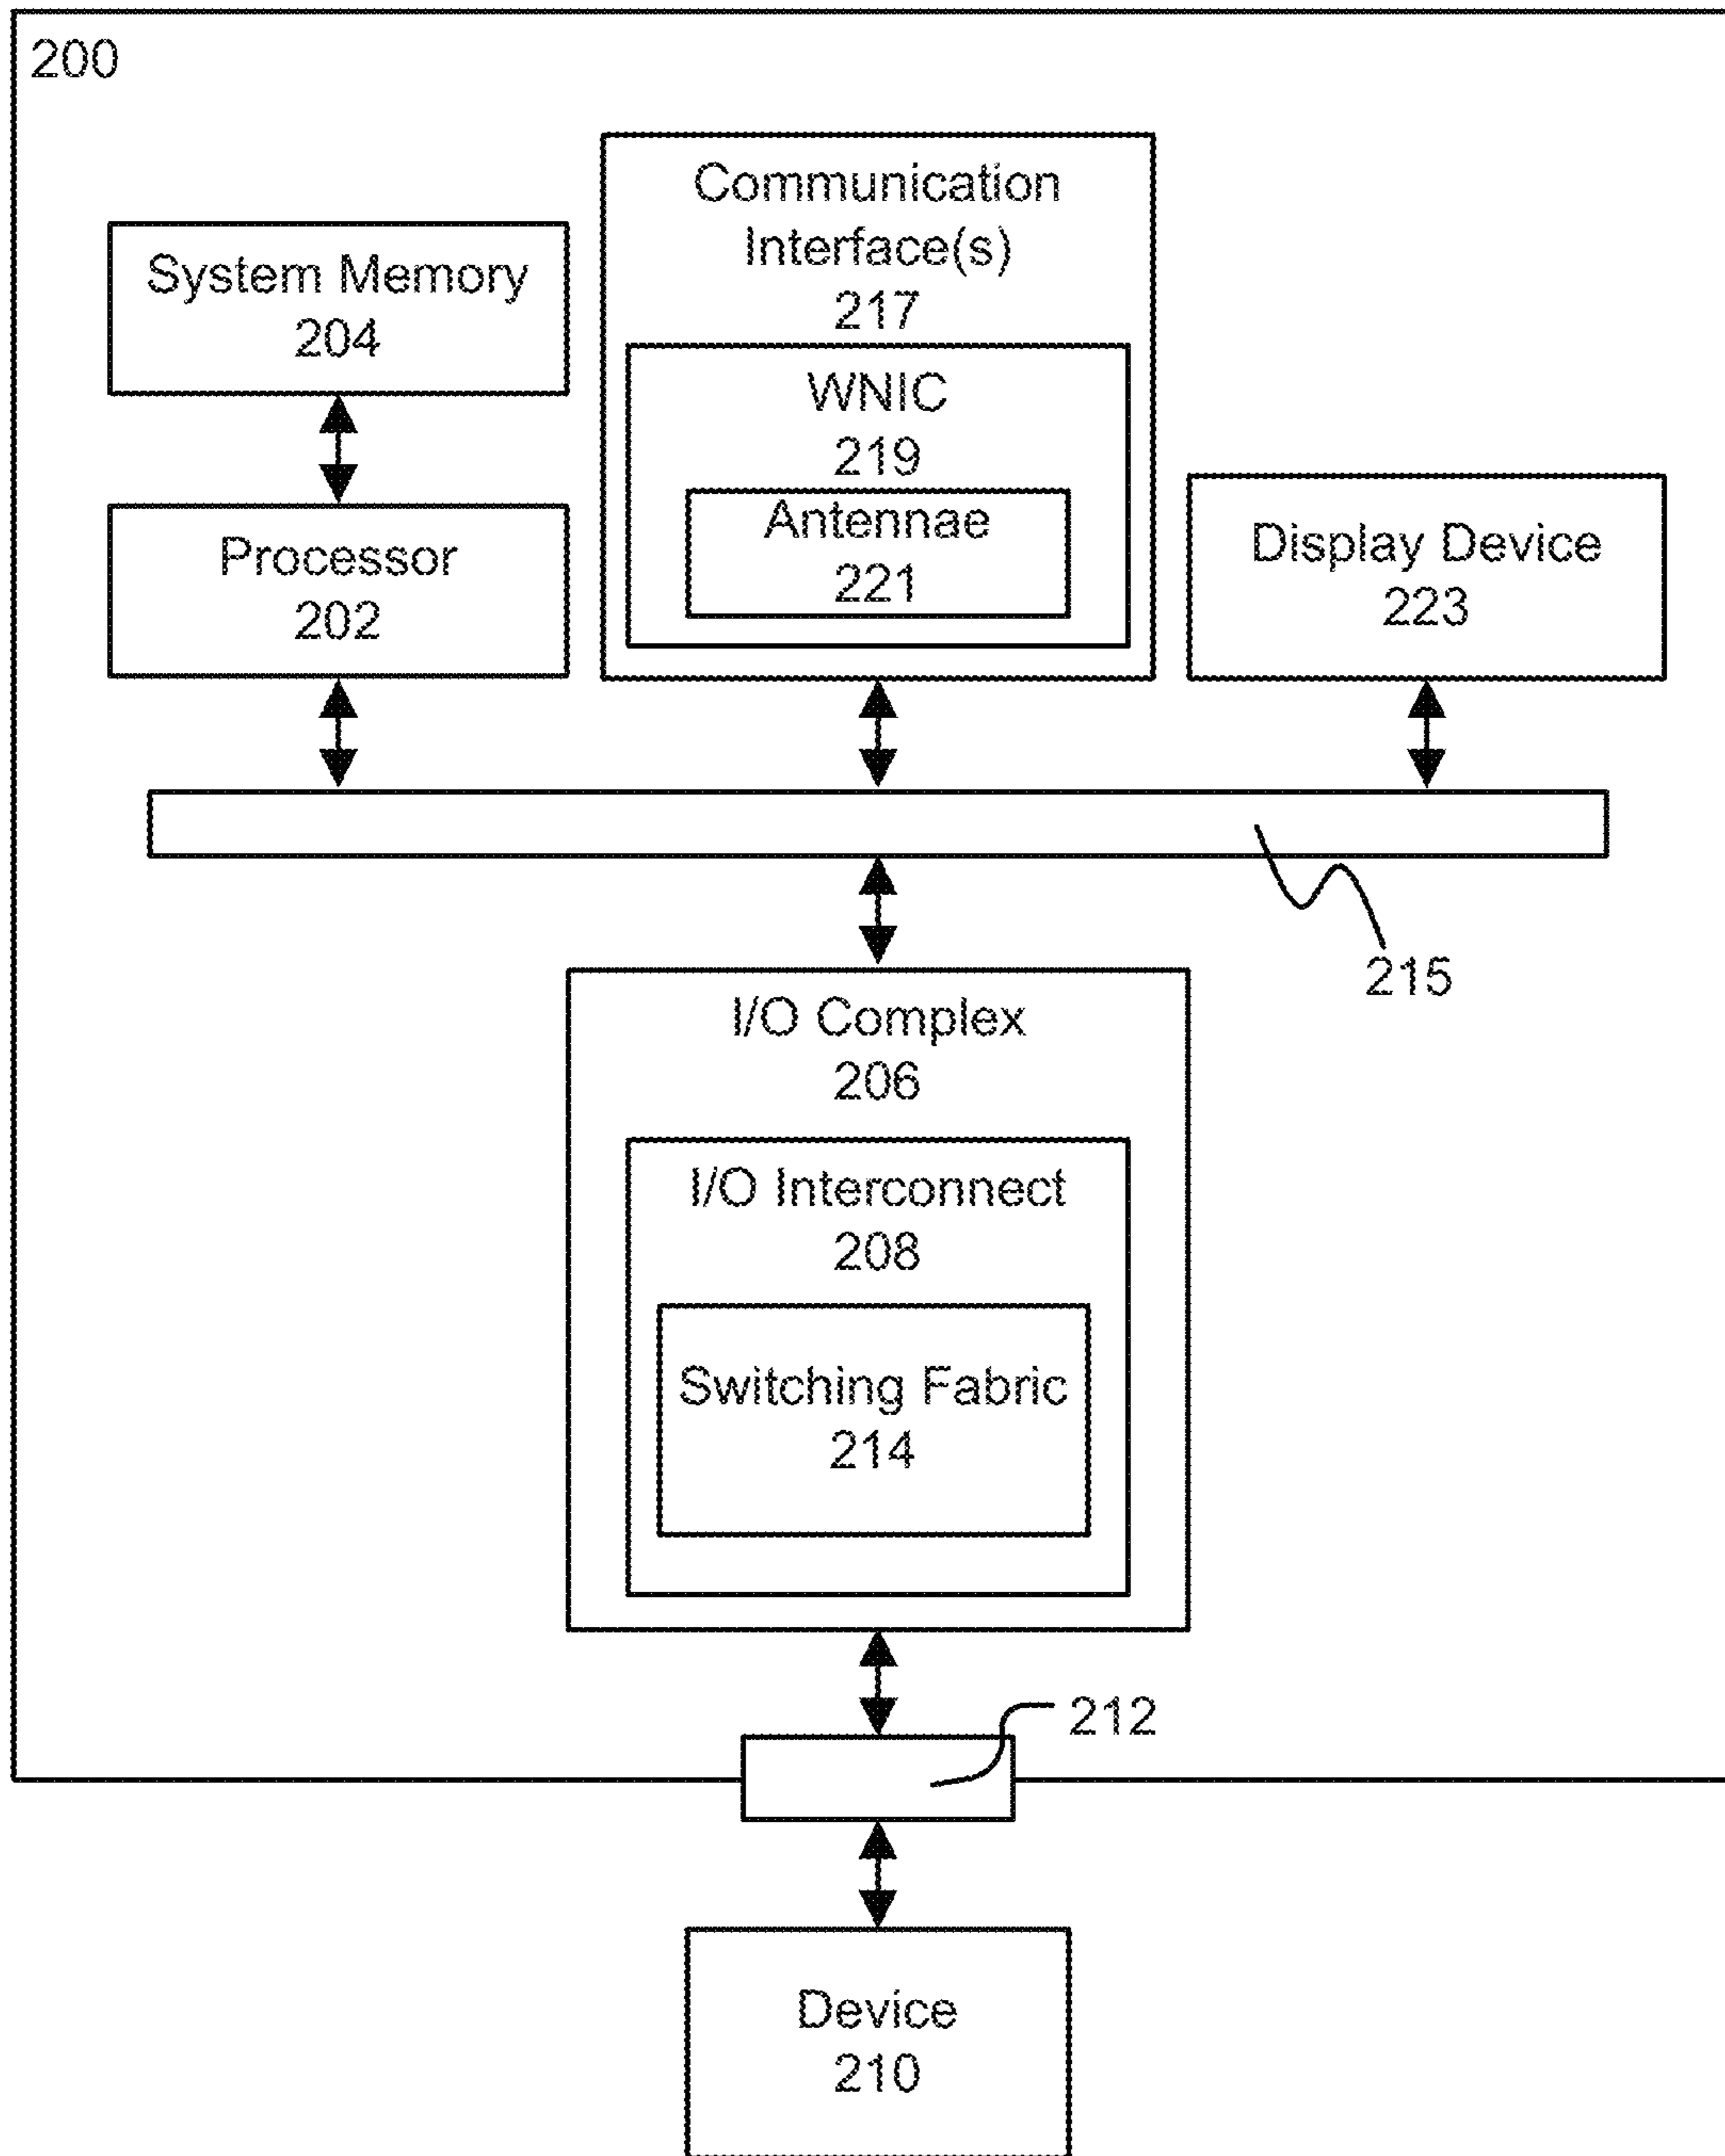 200
Communication
Interface(s)
217
System Memory
204
WNIC
219
Antennae
221
Processor
202
Display Device
223
215
I/O Complex
206
I/O Interconnect
208
Switching Fabric
214
212
Device
210